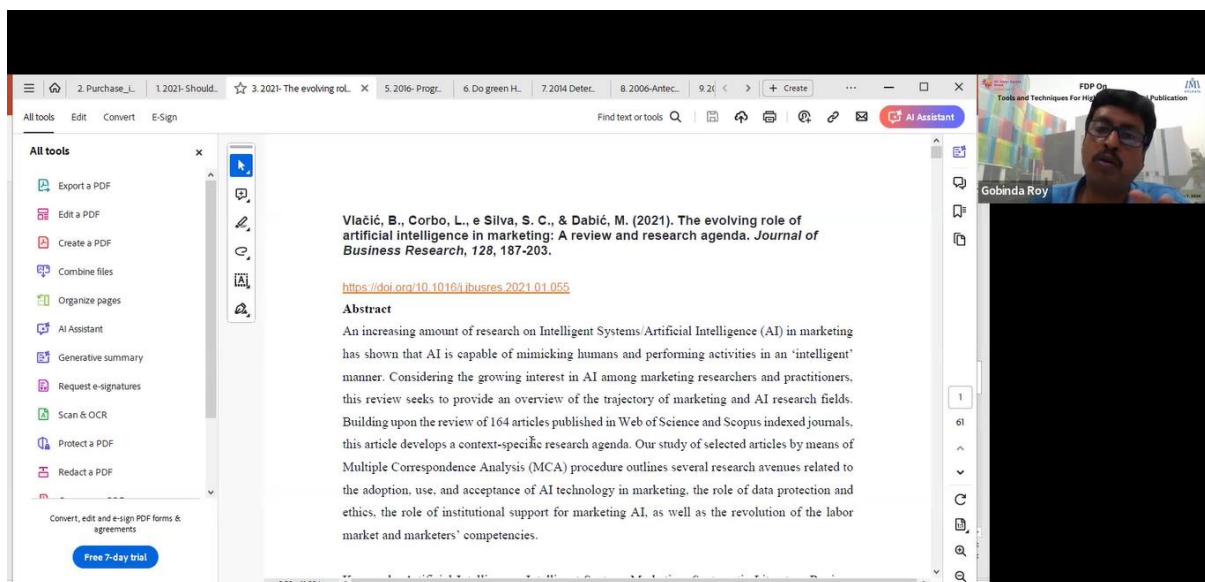 2. Purchase_i...
1. 2021- Should...
3. 2021- The evolving rol...
5. 2016- Progr...
6. Do green H...
7. 2014 Deter...
8. 2006-Antec...
9. 2(
+ Create
All tools
Edit
Convert
E-Sign
Find text or tools
AI Assistant
FDP On
Tools and Techniques For Hig
Publication
Gobinda Roy
All tools
Export a PDF
Edit a PDF
Create a PDF
Combine files
Organize pages
AI Assistant
Generative summary
Request e-signatures
Scan & OCR
Protect a PDF
Redact a PDF
Convert, edit and e-sign PDF forms &
agreements
Free 7-day trial
Vlačić, B., Corbo, L., e Silva, S. C., & Dabić, M. (2021). The evolving role of
artificial intelligence in marketing: A review and research agenda. Journal of
Business Research, 128, 187-203.
https://doi.org/10.1016/j.jbusres.2021.01.055
Abstract
An increasing amount of research on Intelligent Systems/Artificial Intelligence (AI) in marketing
has shown that AI is capable of mimicking humans and performing activities in an ‘intelligent’
manner. Considering the growing interest in AI among marketing researchers and practitioners,
this review seeks to provide an overview of the trajectory of marketing and AI research fields.
Building upon the review of 164 articles published in Web of Science and Scopus indexed journals,
this article develops a context-specific research agenda. Our study of selected articles by means of
Multiple Correspondence Analysis (MCA) procedure outlines several research avenues related to
the adoption, use, and acceptance of AI technology in marketing, the role of data protection and
ethics, the role of institutional support for marketing AI, as well as the revolution of the labor
market and marketers’ competencies.
1
61